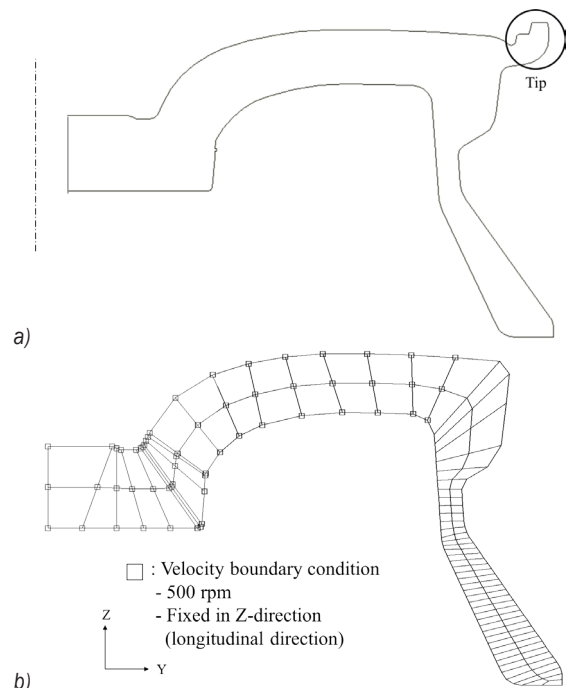 Tip
a)
□ : Velocity boundary condition
- 500 rpm
- Fixed in Z-direction
(longitudinal direction)
Z
Y
b)